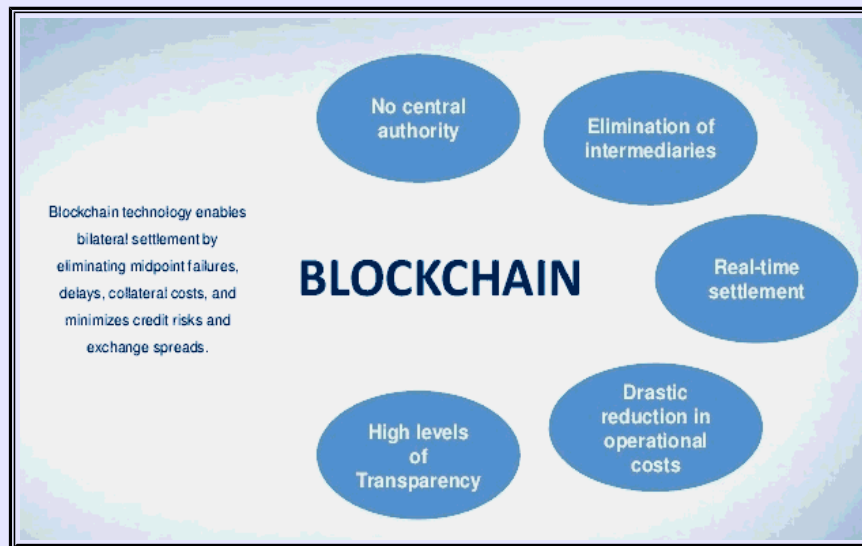 No central
authority
Elimination of
intermediaries
Blockchain technology enables
bilateral settlement by
eliminating midpoint failures,
delays, collateral costs, and
minimizes credit risks and
exchange spreads.
BLOCKCHAIN
Real-time
settlement
Drastic
reduction in
operational
costs
High levels
of
Transparency